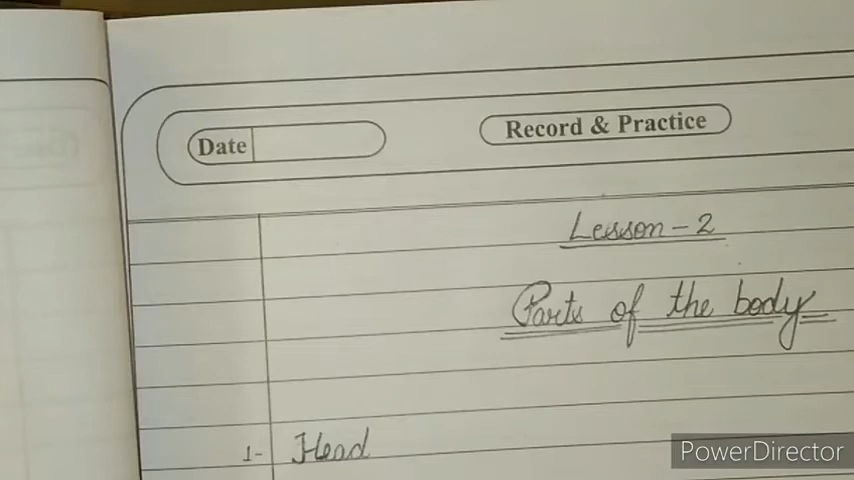 Date
Record & Practice
Lesson - 2
Parts of the body
1- Head
PowerDirector